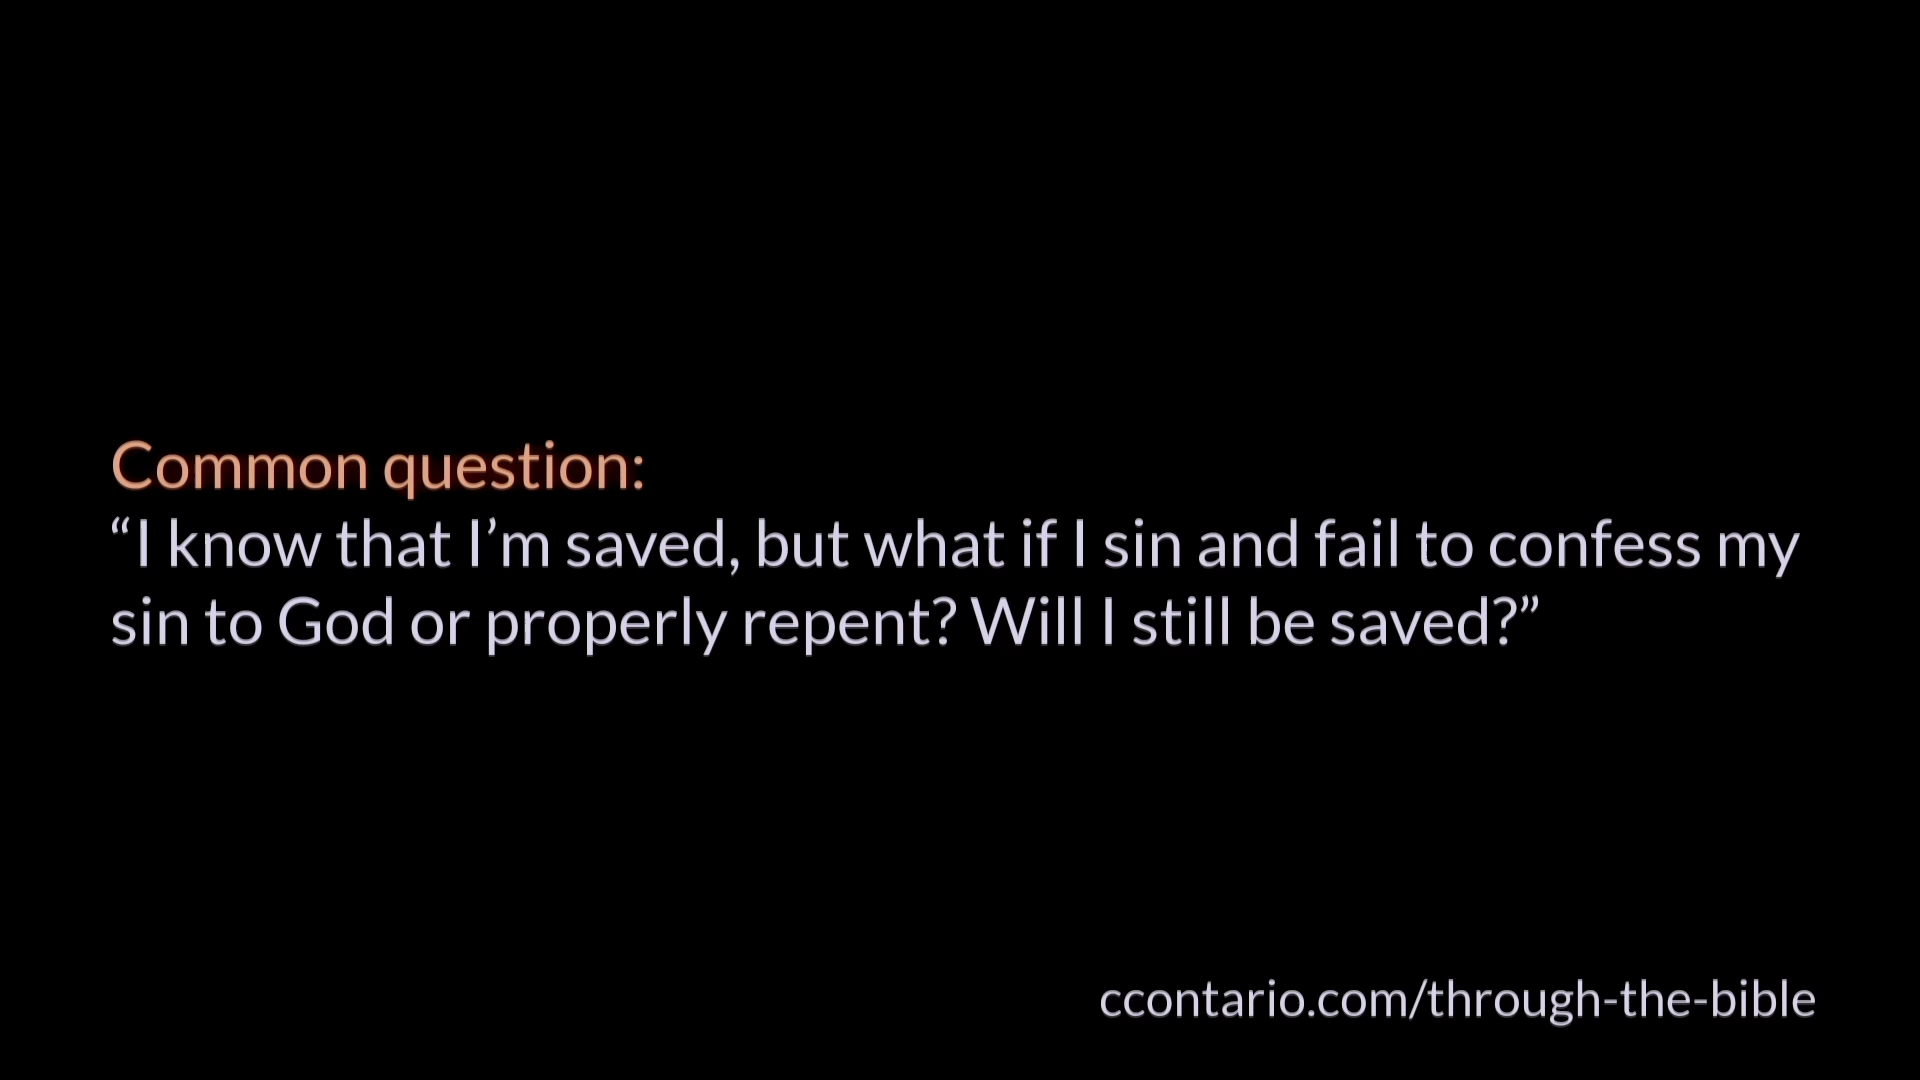 Common question:
“I know that I’m saved, but what if I sin and fail to confess my
sin to God or properly repent? Will I still be saved?”
ccontario.com/through-the-bible